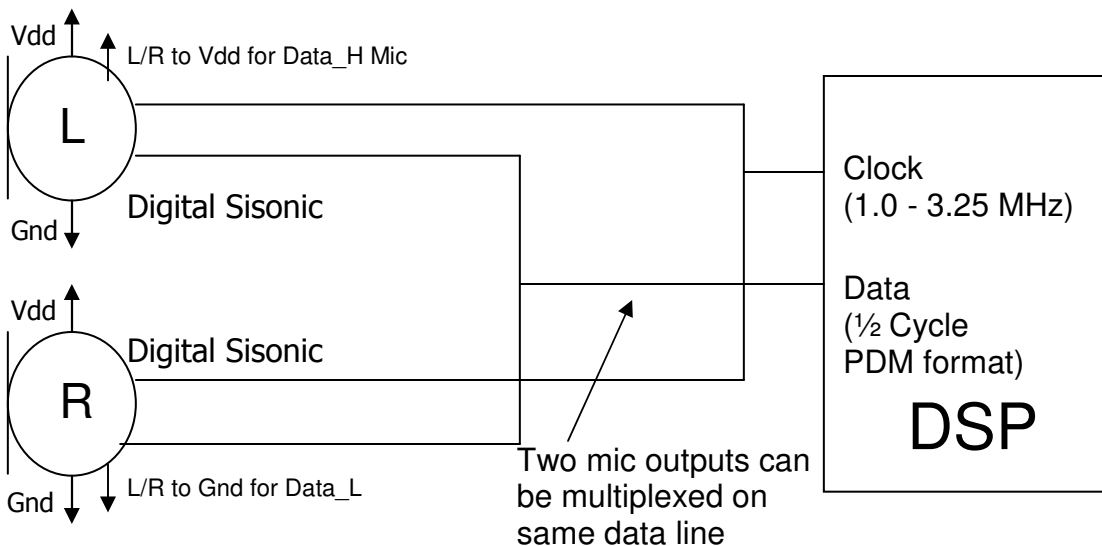 Vdd
L/R to Vdd for Data_H Mic
L
Digital Sisonic
Gnd
Vdd
Digital Sisonic
R
L/R to Gnd for Data_L
Gnd
Clock
(1.0 - 3.25 MHz)
Data
(½ Cycle
PDM format)
DSP
Two mic outputs can
be multiplexed on
same data line